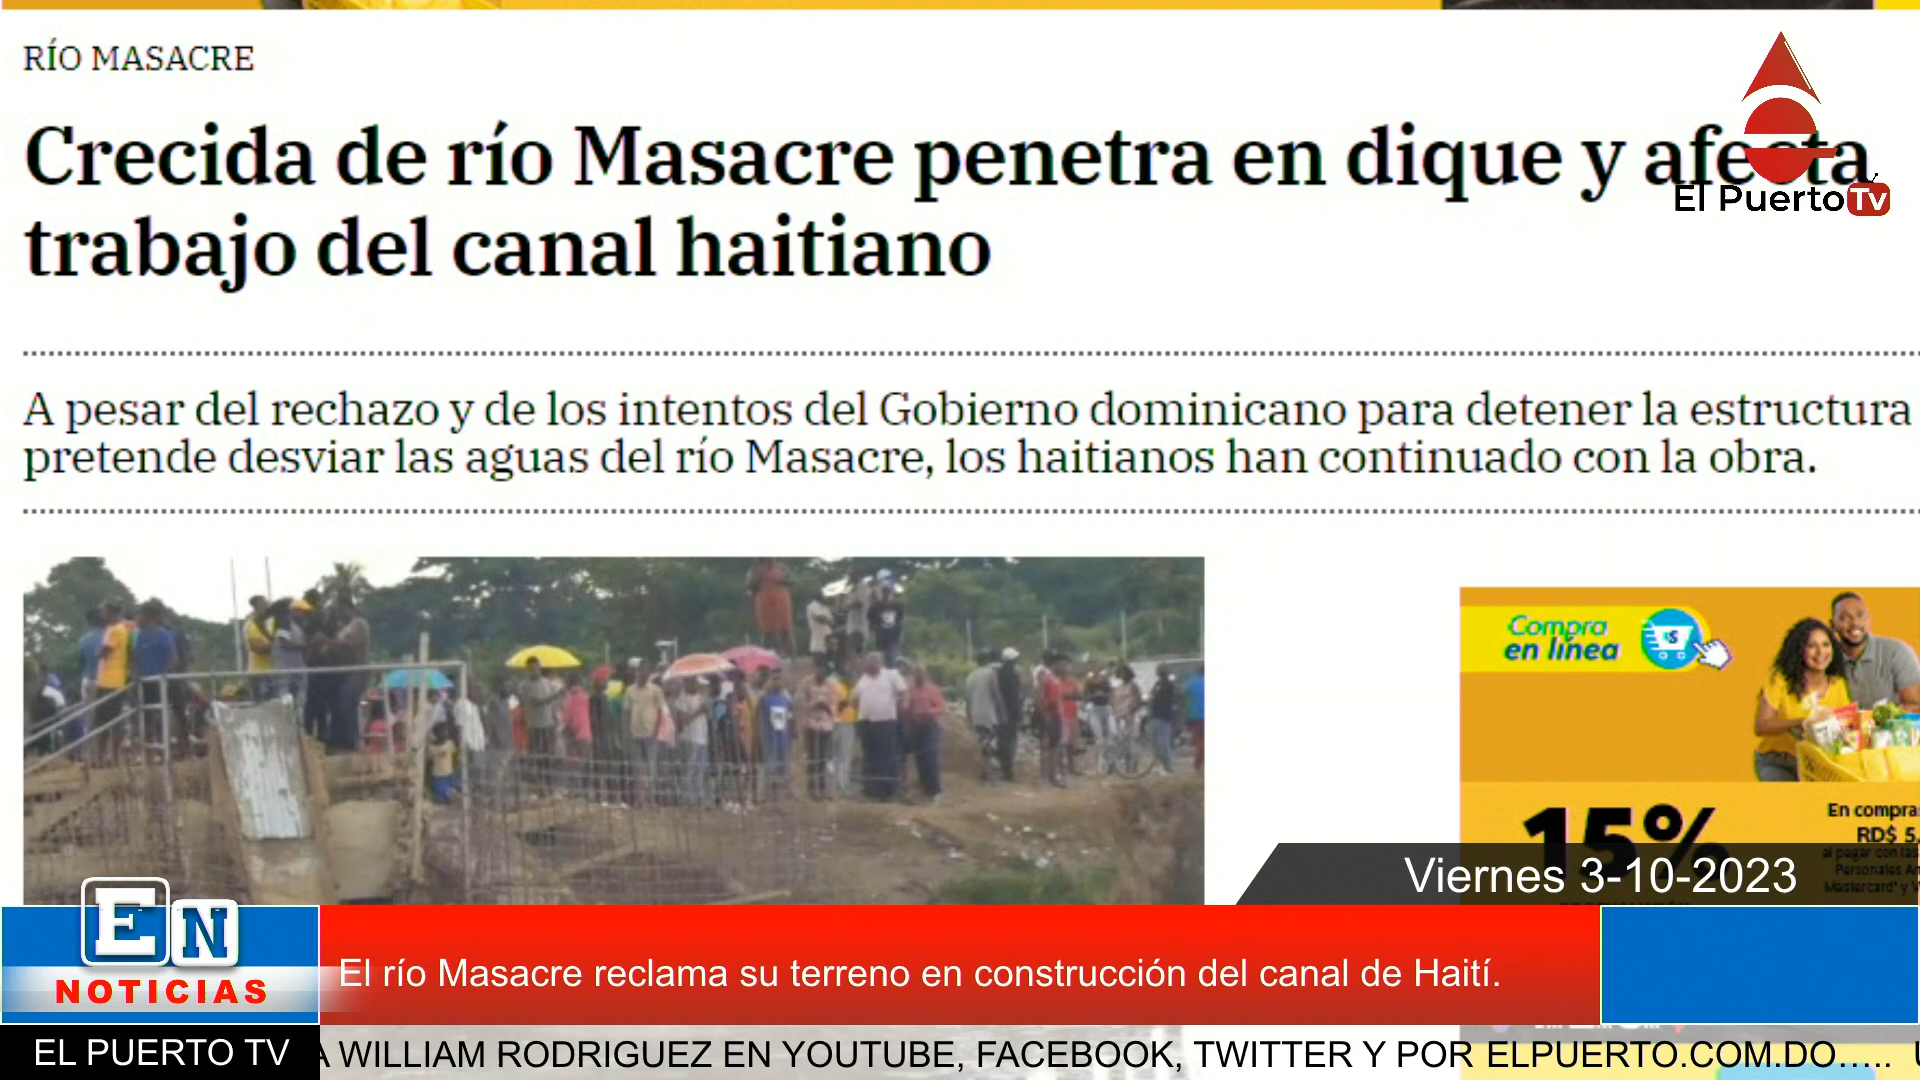 RÍO MASACRE
Crecida de río Masacre penetra en dique y afecta
trabajo del canal haitiano
El Puerto Tv
A pesar del rechazo y de los intentos del Gobierno dominicano para detener la estructura
pretende desviar las aguas del río Masacre, los haitianos han continuado con la obra.
Compra
en línea
15%
En compra
RD$ 5.
Viernes 3-10-2023
EN
NOTICIAS
El río Masacre reclama su terreno en construcción del canal de Haití.
EL PUERTO TV
A WILLIAM RODRIGUEZ EN YOUTUBE, FACEBOOK, TWITTER Y POR ELPUERTO.COM.DO.....